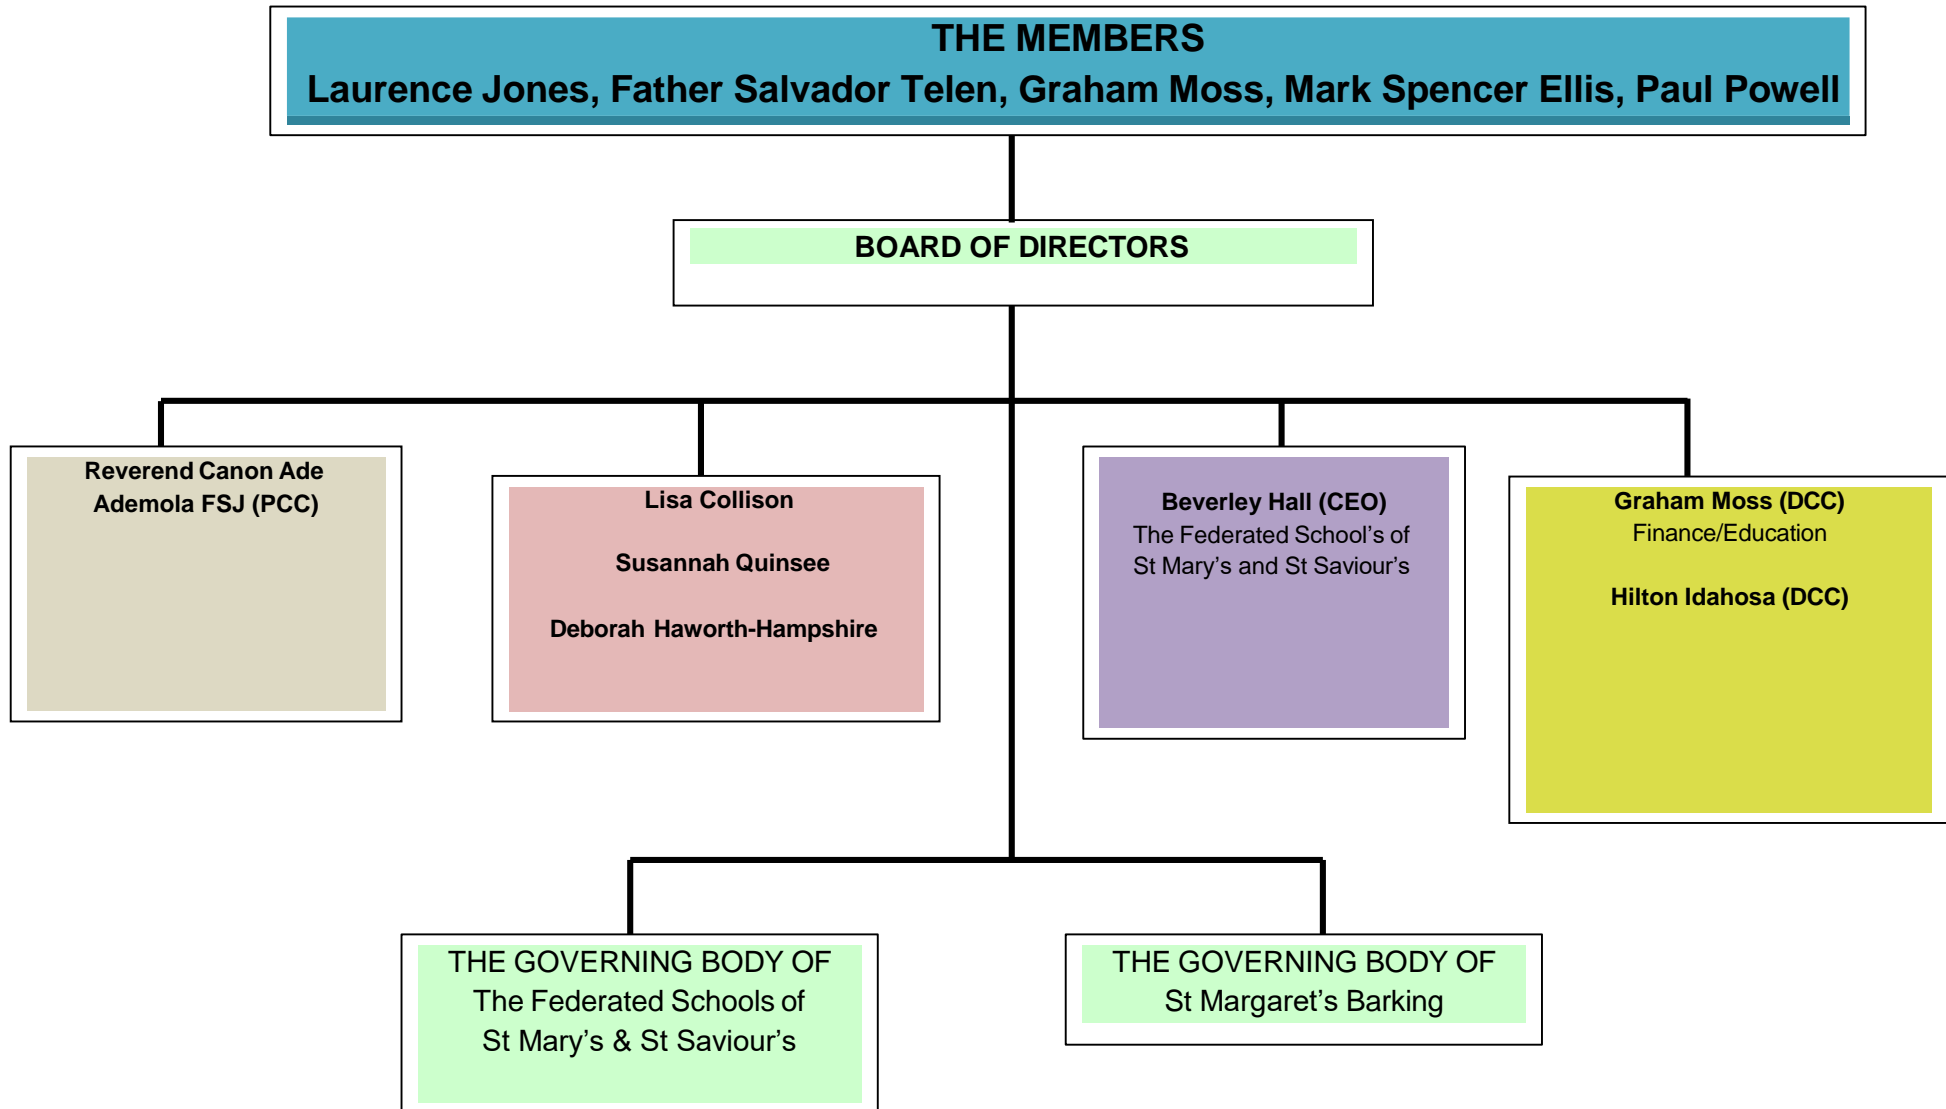 THE MEMBERS
Laurence Jones, Father Salvador Telen, Graham Moss, Mark Spencer Ellis, Paul Powell
BOARD OF DIRECTORS
Reverend Canon Ade
Ademola FSJ (PCC)
Lisa Collison
Susannah Quinsee
Deborah Haworth-Hampshire
Beverley Hall (CEO)
The Federated School’s of
St Mary’s and St Saviour’s
Graham Moss (DCC)
Finance/Education
Hilton Idahosa (DCC)
THE GOVERNING BODY OF
The Federated Schools of
St Mary’s & St Saviour’s
THE GOVERNING BODY OF
St Margaret’s Barking